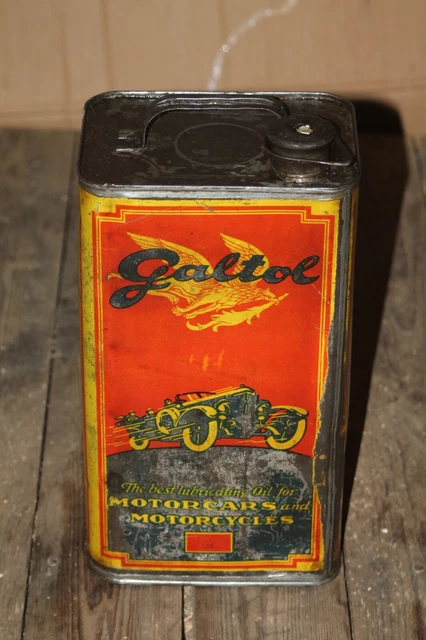 Galtol
The best lubricating Oil for
MOTORCARS and
MOTORCYCLES